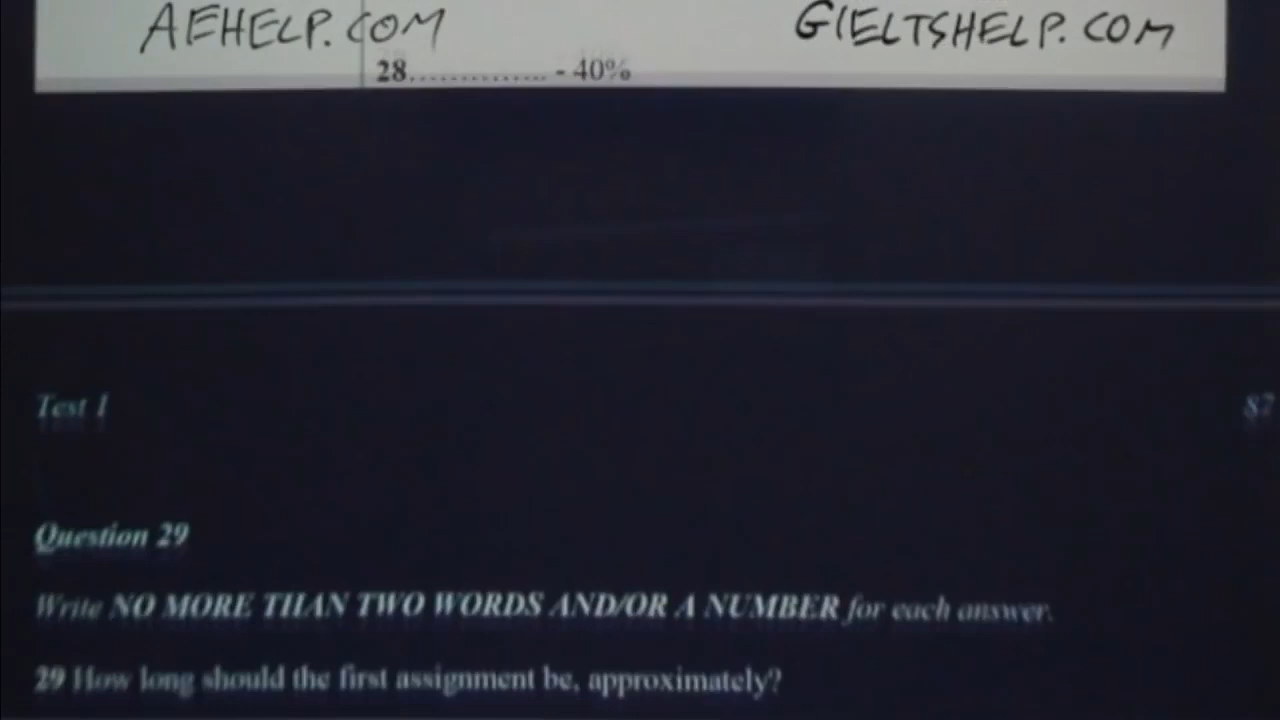 AEHELP.COM GIELTSHELP.COM
28.............. - 40%
Test 1 87
Question 29
Write NO MORE THAN TWO WORDS AND/OR A NUMBER for each answer.
29 How long should the first assignment be, approximately?